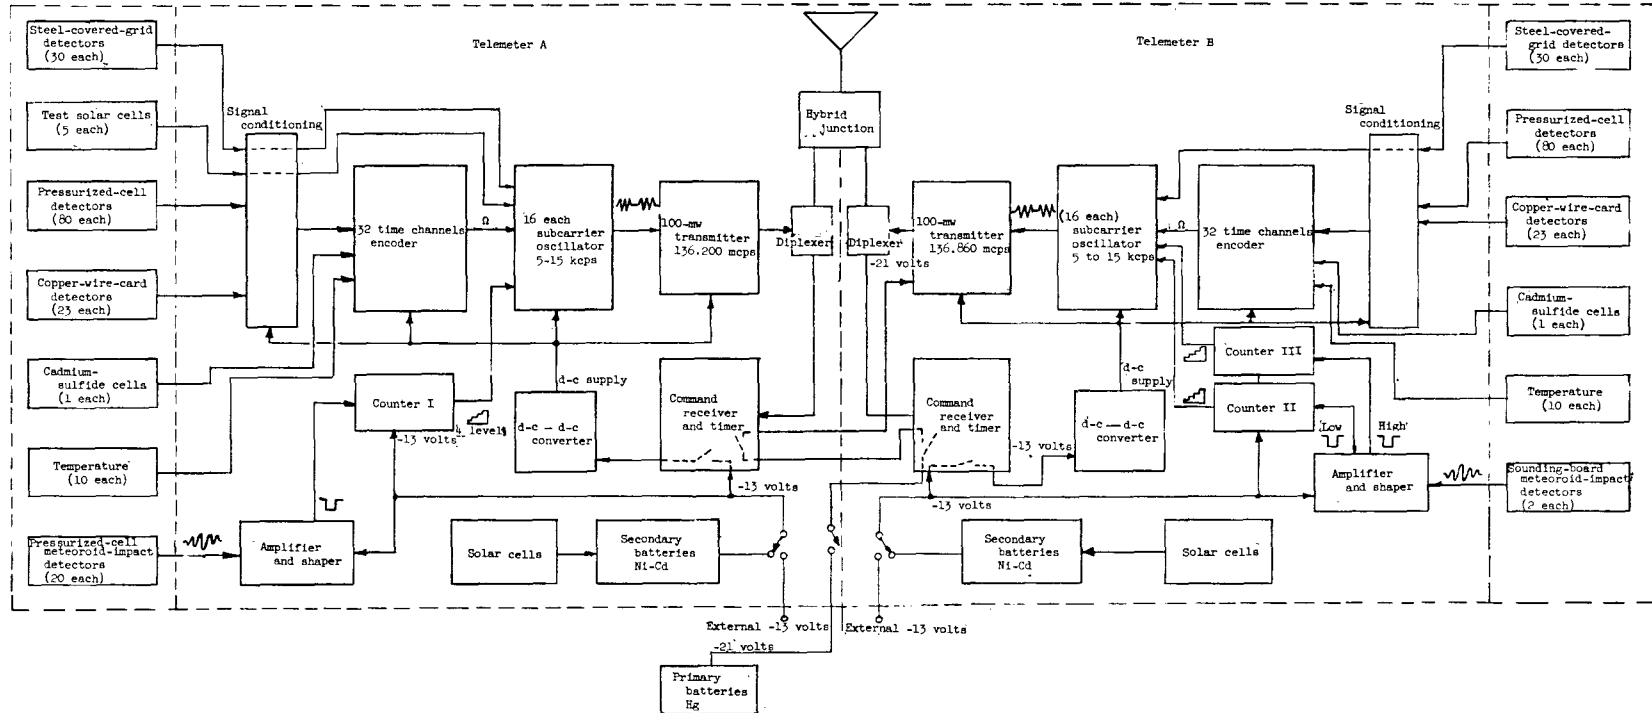 Telemeter A
Telemeter B
Steel-covered-grid
detectors
(30 each)
Test solar cells
(5 each)
Pressurized-cell
detectors
(80 each)
Copper-wire-card
detectors
(23 each)
Cadmium-
sulfide cells
(1 each)
Temperature
(10 each)
Pressurized-cell
meteoroid-impact
detectors
(20 each)
Signal
conditioning
32 time channels
encoder
Ω
16 each
subcarrier
oscillator
5-15 kcps
100-mw
transmitter
136.200 mcps
Diplexer
Hybrid
junction
Counter I
4 levels
-13 volts
d-c supply
d-c — d-c
converter
Command
receiver
and timer
-13 volts
Amplifier
and shaper
Solar cells
Secondary
batteries
Ni-Cd
External -13 volts
-21 volts
Primary
batteries
Hg
Diplexer
-21 volts
100-mw
transmitter
136.860 mcps
(16 each)
subcarrier
oscillator
5 to 15 kcps
Ω
32 time channels
encoder
Signal
conditioning
Counter III
Counter II
Low
High
d-c
supply
Command
receiver
and timer
-13 volts
d-c — d-c
converter
-13 volts
Amplifier
and shaper
Secondary
batteries
Ni-Cd
Solar cells
External -13 volts
Steel-covered-
grid detectors
(30 each)
Pressurized-cell
detectors
(80 each)
Copper-wire-card
detectors
(23 each)
Cadmium-
sulfide cells
(1 each)
Temperature
(10 each)
Sounding-board
meteoroid-impact
detectors
(2 each)